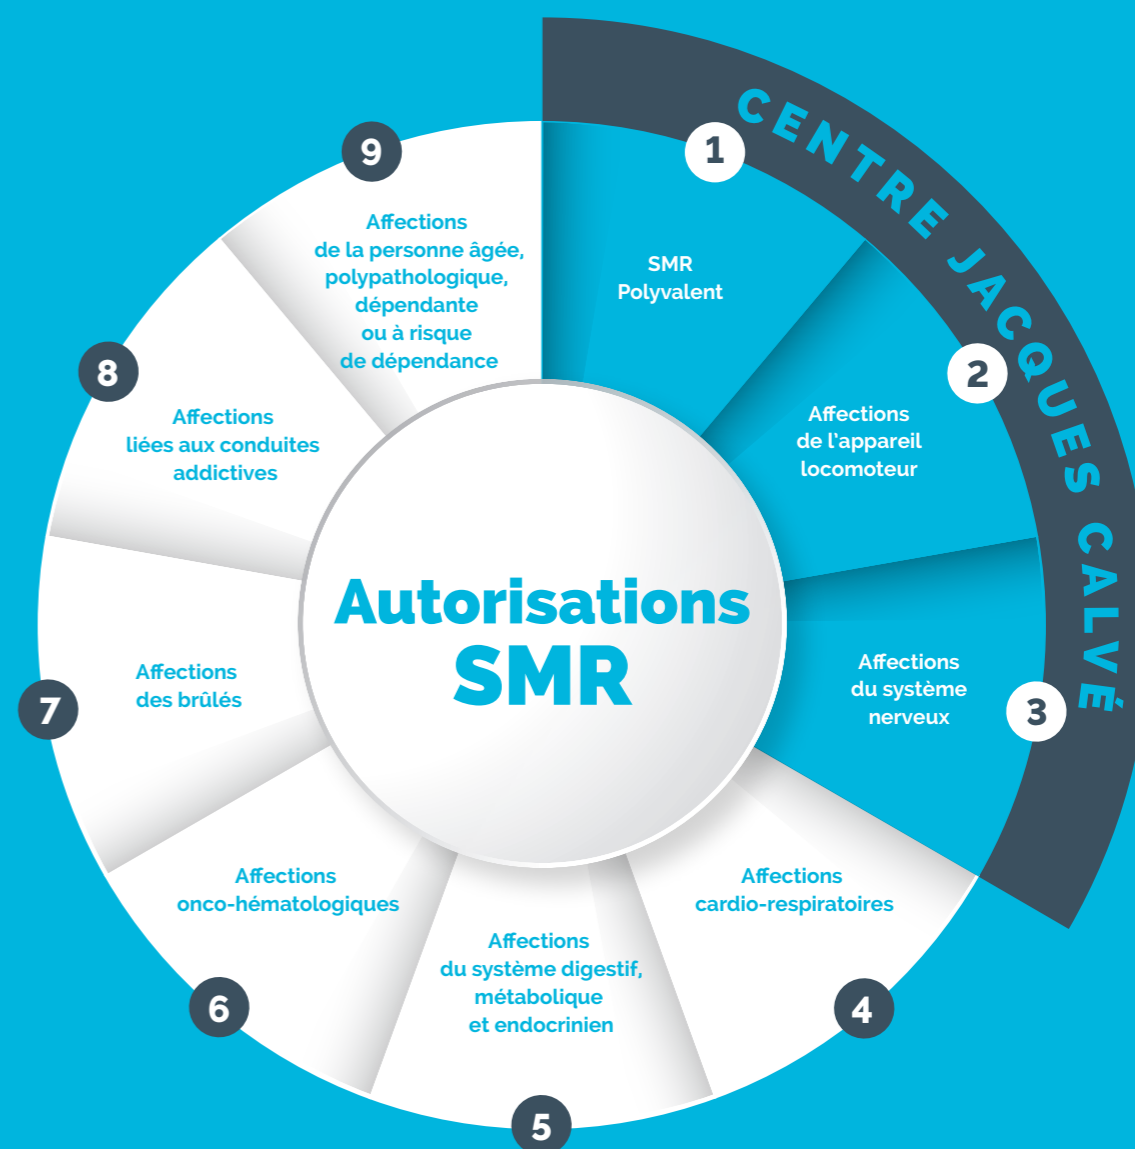 CENTRE JACQUES CALVÉ
1
SMR
Polyvalent
2
Affections
de l'appareil
locomoteur
3
Affections
du système
nerveux
4
Affections
cardio-respiratoires
5
Affections
du système digestif,
métabolique
et endocrinien
6
Affections
onco-hématologiques
7
Affections
des brûlés
8
Affections
liées aux conduites
addictives
9
Affections
de la personne âgée,
polypathologique,
dépendante
ou à risque
de dépendance
Autorisations
SMR